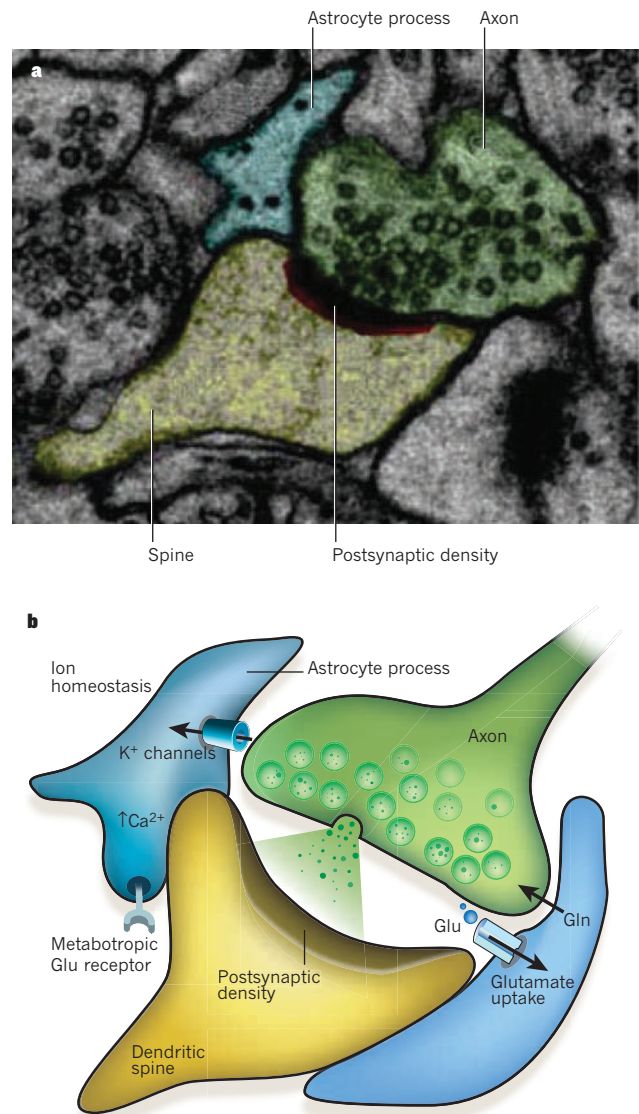 Astrocyte process
Axon
a
Spine
Postsynaptic density
b
Ion
homeostasis
Astrocyte process
K⁺ channels
Axon
↑Ca²⁺
Metabotropic
Glu receptor
Glu
Gln
Postsynaptic
density
Glutamate
uptake
Dendritic
spine